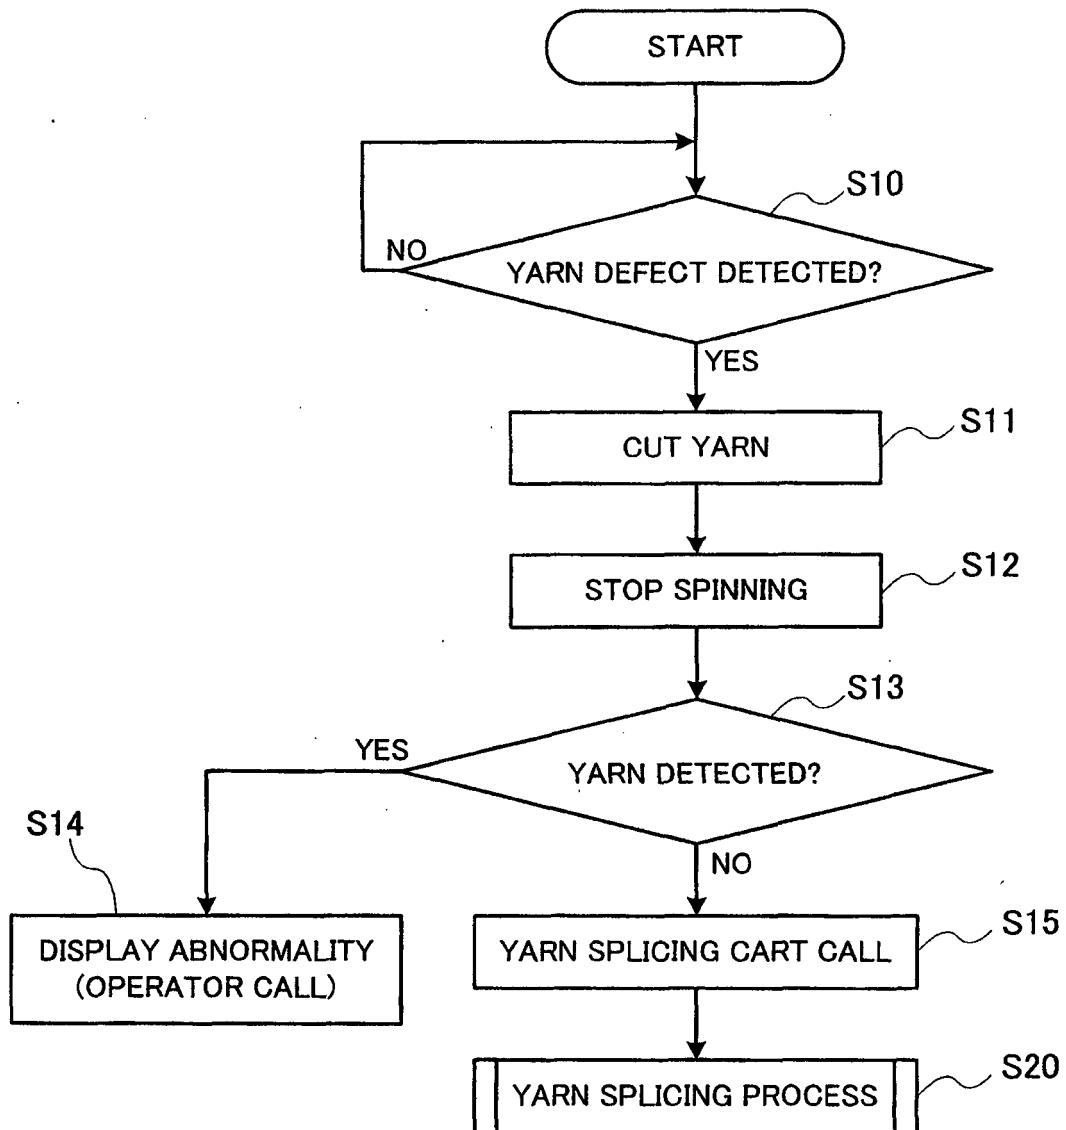 START
S10
NO
YARN DEFECT DETECTED?
YES
S11
CUT YARN
S12
STOP SPINNING
S13
YES
YARN DETECTED?
S14
NO
DISPLAY ABNORMALITY
(OPERATOR CALL)
S15
YARN SPLICING CART CALL
S20
YARN SPLICING PROCESS